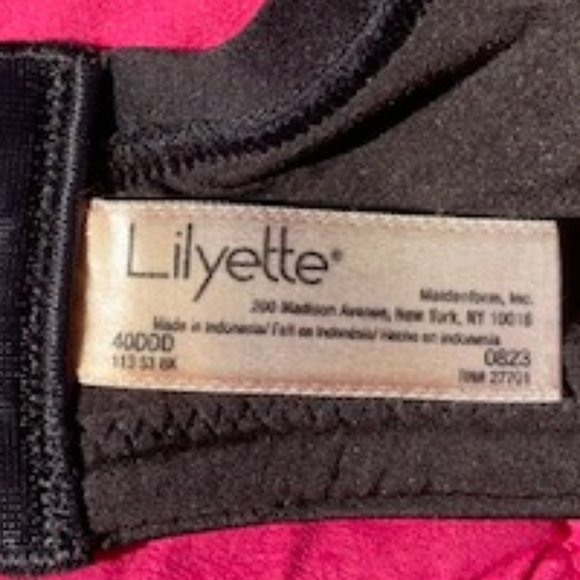 Lilyette®
Maidenform, Inc.
200 Madison Avenue, New York, NY 10016
Made in Indonesia/ Fait en Indonésie/ Hecho en Indonesia
40DDD 0823
BK RN# 27701